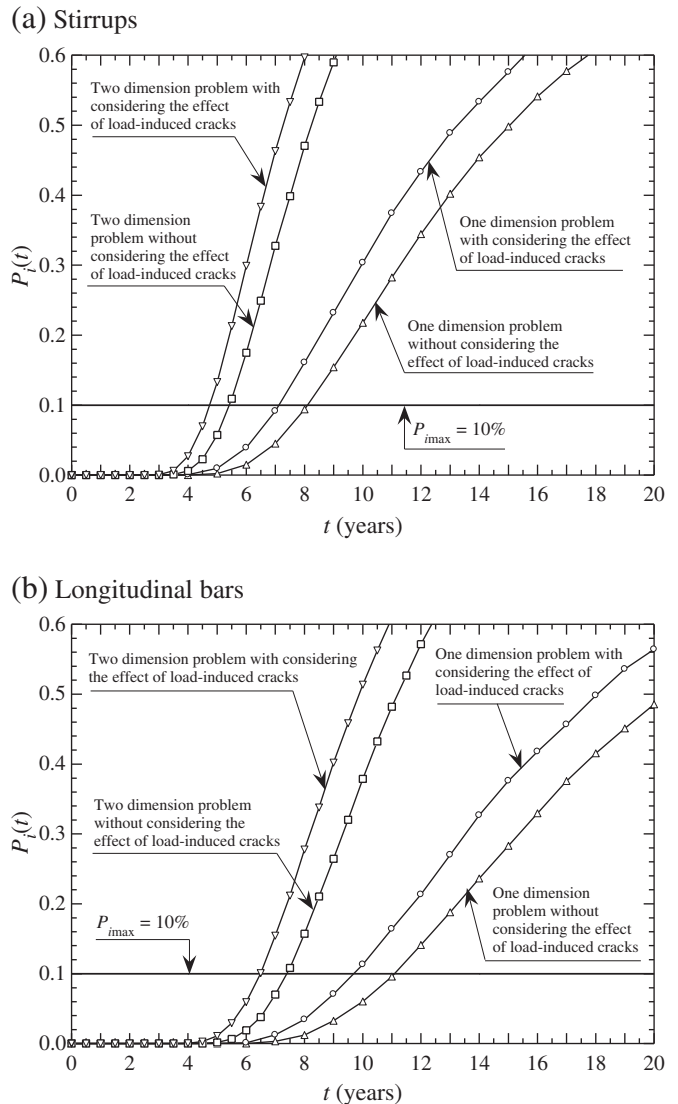 (a) Stirrups
0.6
0.5
0.4
0.3
0.2
0.1
0.0
P_i(t)
Two dimension problem with
considering the effect
of load-induced cracks
Two dimension
problem without
considering the effect
of load-induced cracks
One dimension problem
with considering the effect
of load-induced cracks
One dimension problem
without considering the
effect of load-induced cracks
P_imax = 10%
0 2 4 6 8 10 12 14 16 18 20
t (years)
(b) Longitudinal bars
0.6
0.5
0.4
0.3
0.2
0.1
0.0
P_i(t)
Two dimension problem with considering
the effect of load-induced cracks
One dimension problem with
considering the effect of
load-induced cracks
Two dimension problem
without considering the
effect of load-induced cracks
One dimension
problem without
considering the effect
of load-induced cracks
P_imax = 10%
0 2 4 6 8 10 12 14 16 18 20
t (years)